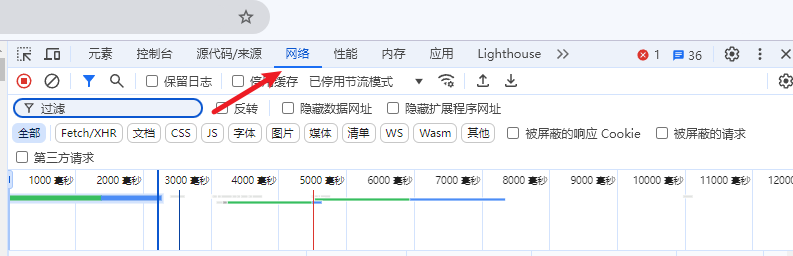 元素 控制台 源代码/来源 网络 性能 内存 应用 Lighthouse 1 36
保留日志 停用缓存 已停用节流模式
过滤 反转 隐藏数据网址 隐藏扩展程序网址
全部 Fetch/XHR 文档 CSS JS 字体 图片 媒体 清单 WS Wasm 其他 被屏蔽的响应 Cookie 被屏蔽的请求
第三方请求
1000 毫秒 2000 毫秒 3000 毫秒 4000 毫秒 5000 毫秒 6000 毫秒 7000 毫秒 8000 毫秒 9000 毫秒 10000 毫秒 11000 毫秒 12000